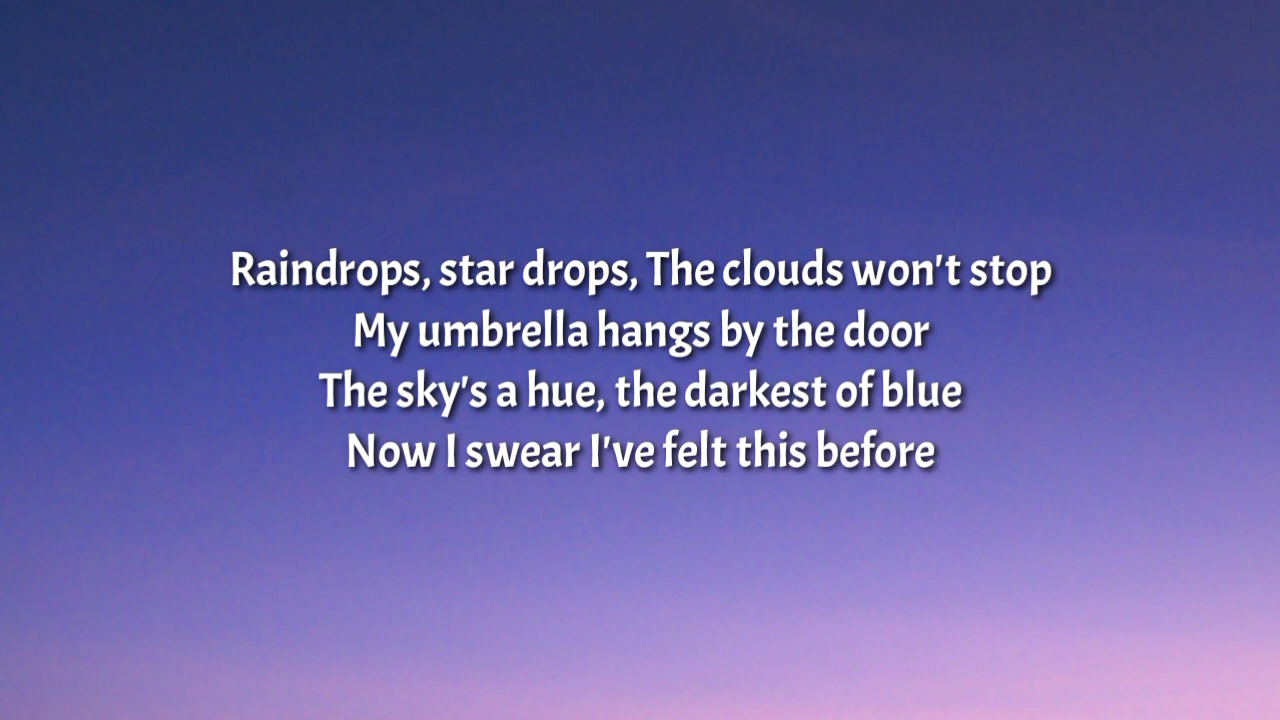 Raindrops, star drops, The clouds won't stop
My umbrella hangs by the door
The sky's a hue, the darkest of blue
Now I swear I've felt this before